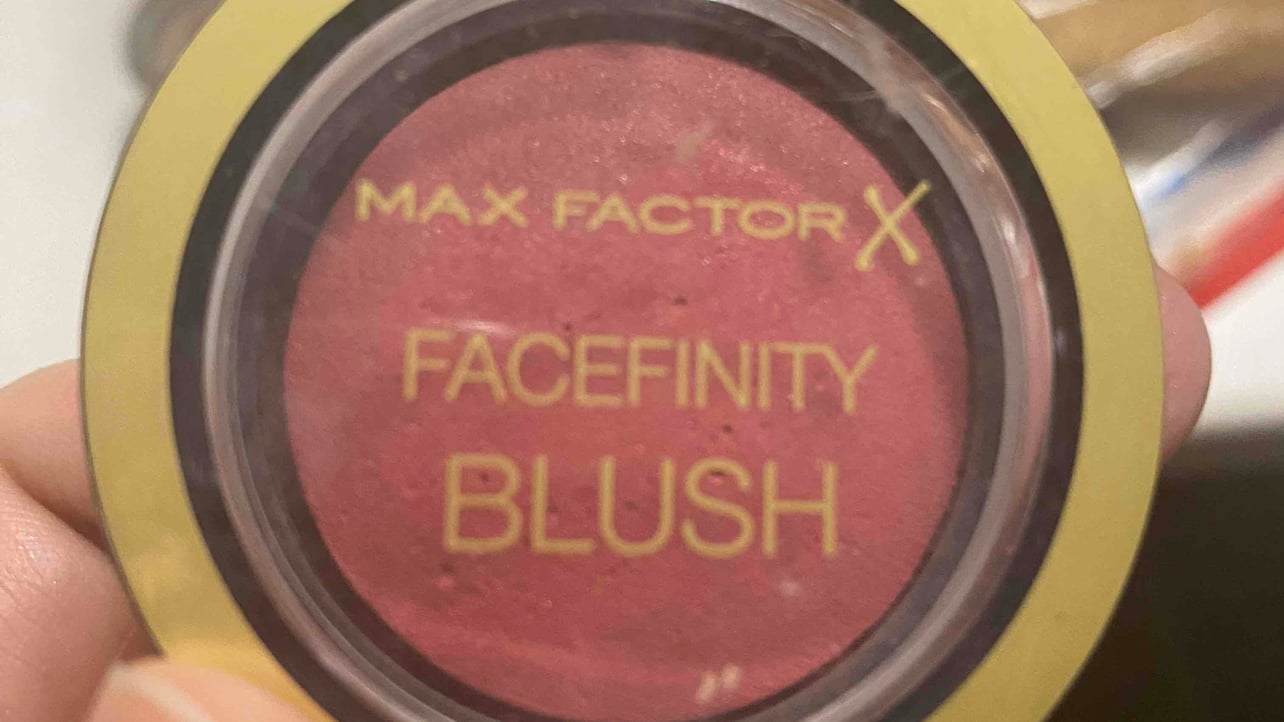 MAX FACTOR X
FACEFINITY
BLUSH